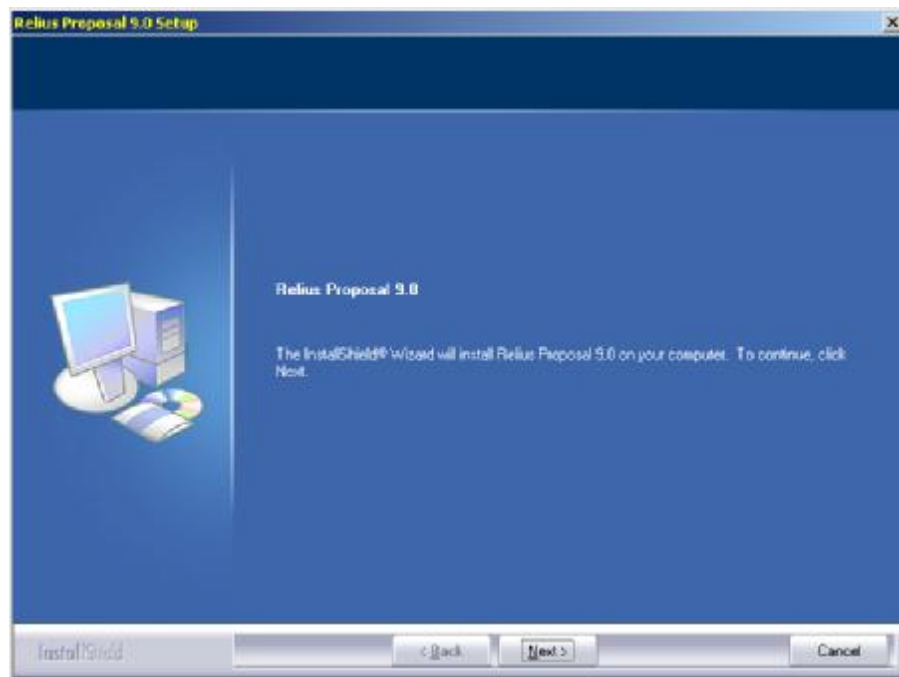 Relius Proposal 9.0 Setup
Relius Proposal 9.0
The InstallShield® Wizard will install Relius Proposal 9.0 on your computer. To continue, click
Next.
InstallShield
< Back
Next >
Cancel